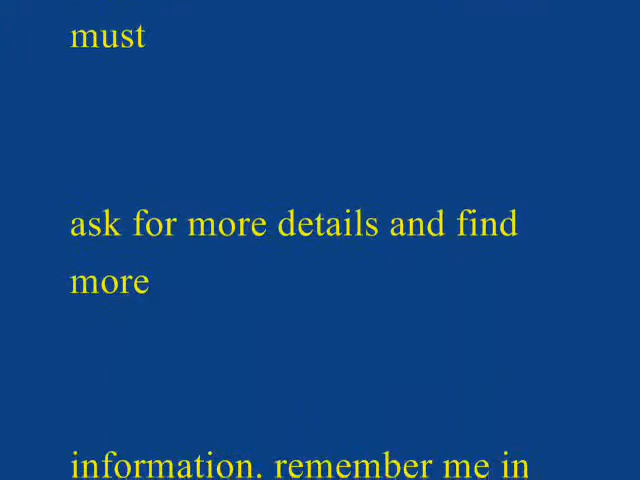 must
ask for more details and find
more
information. remember me in